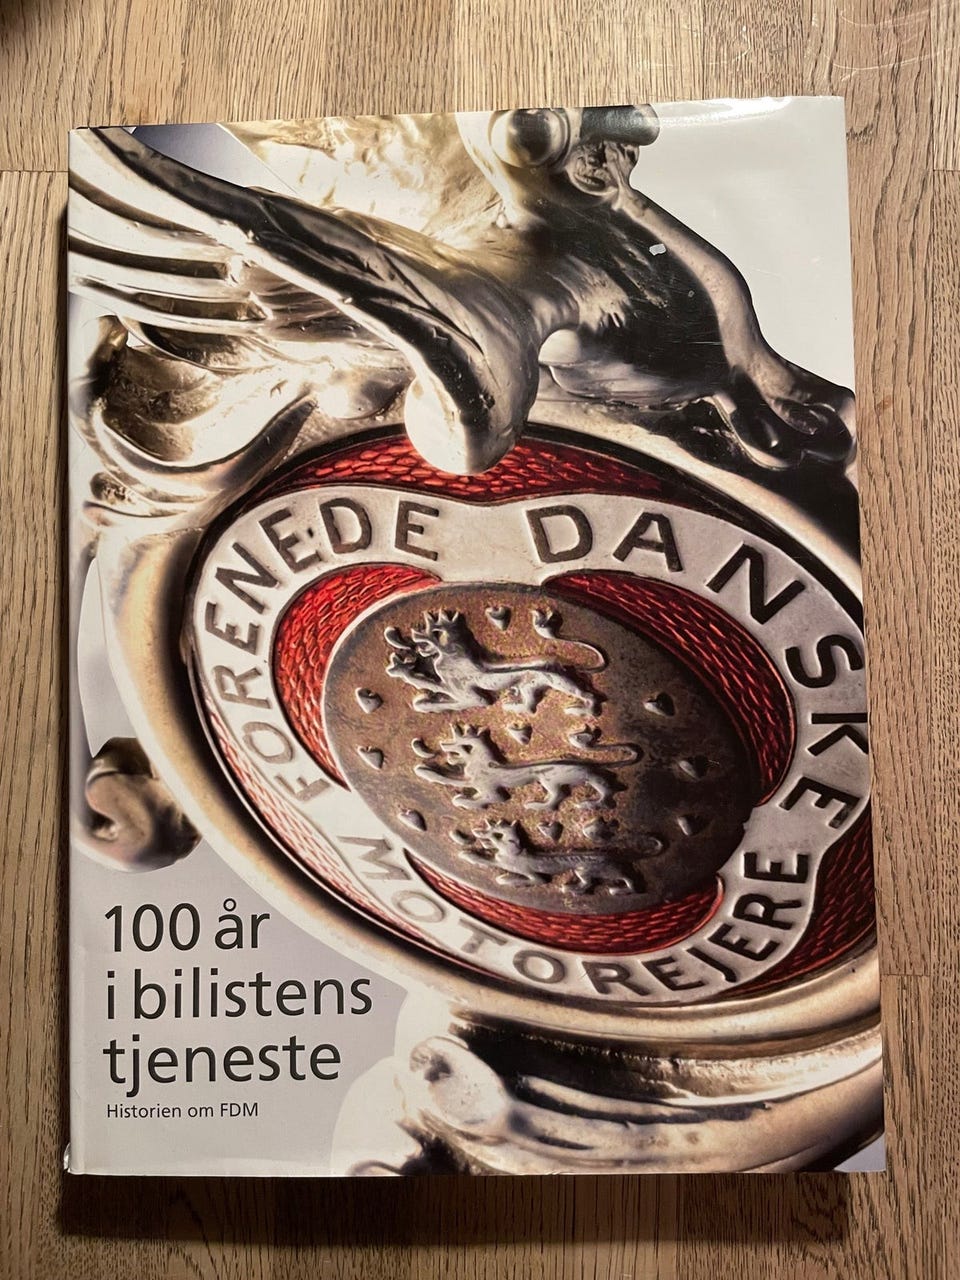 FORENEDE DANSKE
MOTOREJERE
100 år
i bilistens
tjeneste
Historien om FDM